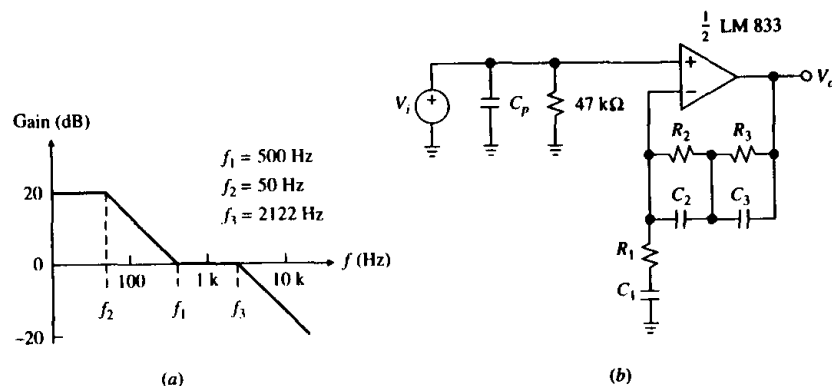 Gain (dB)
20
0
-20
f₁ = 500 Hz
f₂ = 50 Hz
f₃ = 2122 Hz
100
1 k
10 k
f (Hz)
f₂
f₁
f₃
(a)
1/2 LM 833
Vᵢ
Cₚ
47 kΩ
+
+
−
Vₒ
R₂
R₃
C₂
C₃
R₁
C₁
(b)